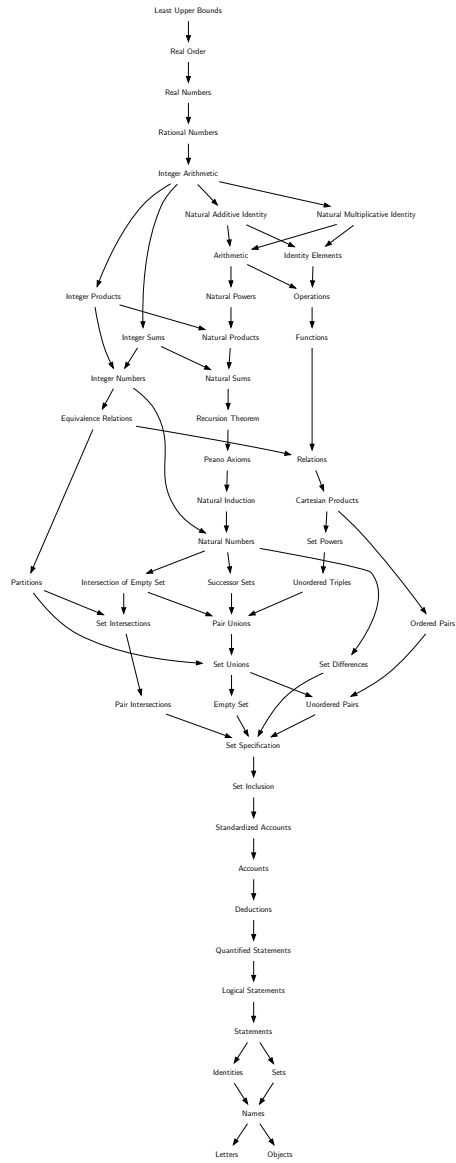 Least Upper Bounds
Real Order
Real Numbers
Rational Numbers
Integer Arithmetic
Natural Additive Identity
Natural Multiplicative Identity
Arithmetic
Identity Elements
Integer Products
Natural Powers
Operations
Integer Sums
Natural Products
Functions
Integer Numbers
Natural Sums
Equivalence Relations
Recursion Theorem
Peano Axioms
Relations
Natural Induction
Cartesian Products
Natural Numbers
Set Powers
Partitions
Intersection of Empty Set
Successor Sets
Unordered Triples
Set Intersections
Pair Unions
Ordered Pairs
Set Unions
Set Differences
Pair Intersections
Empty Set
Unordered Pairs
Set Specification
Set Inclusion
Standardized Accounts
Accounts
Deductions
Quantified Statements
Logical Statements
Statements
Identities
Sets
Names
Letters
Objects